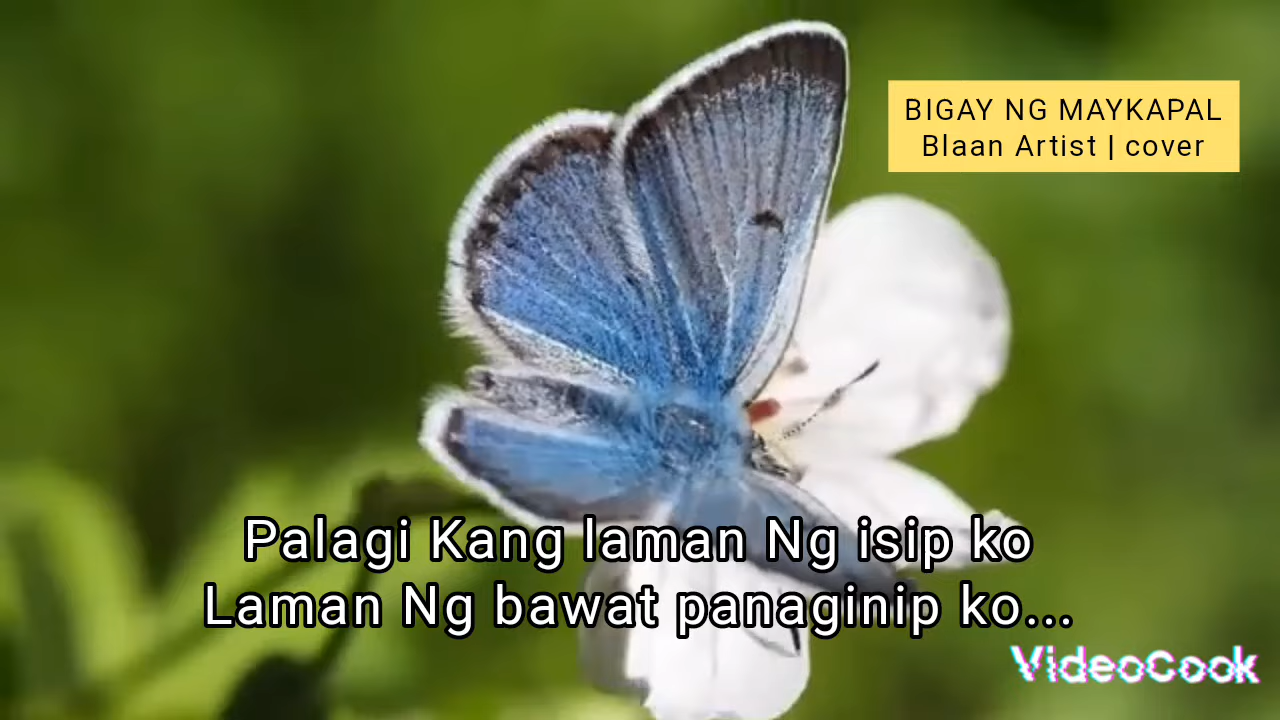 BIGAY NG MAYKAPAL
Blaan Artist | cover
Palagi Kang laman Ng isip ko
Laman Ng bawat panaginip ko...
VideoCook